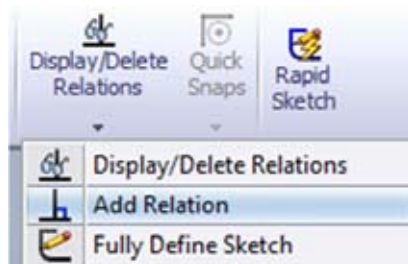 Display/Delete Relations
Quick Snaps
Rapid Sketch
Display/Delete Relations
Add Relation
Fully Define Sketch